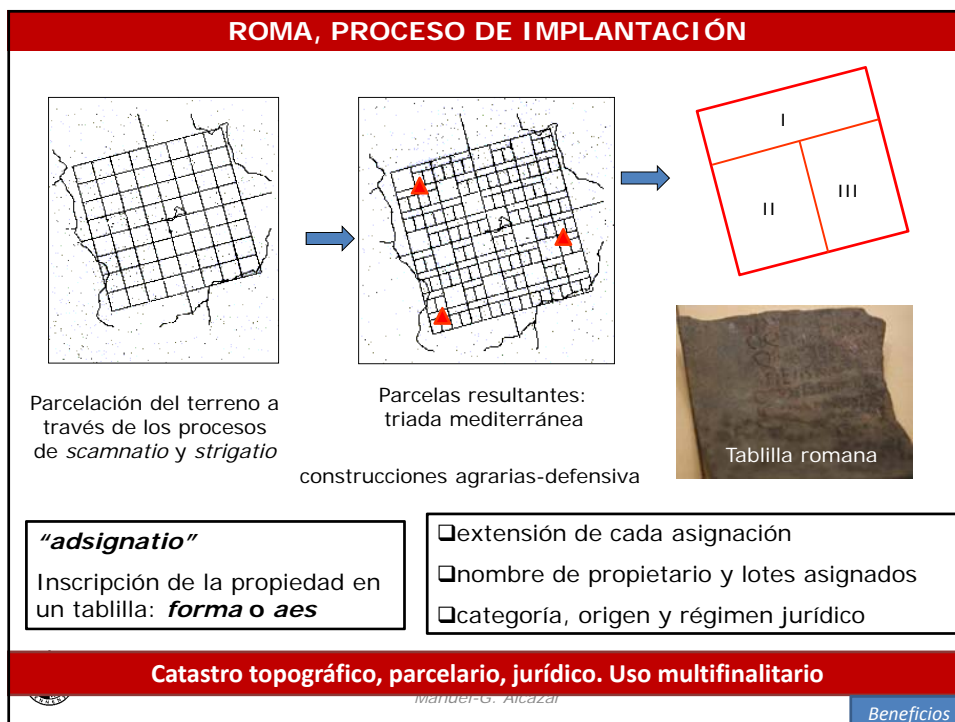 ROMA, PROCESO DE IMPLANTACIÓN
I
II
III
Parcelación del terreno a
través de los procesos
de scamnatio y strigatio
Parcelas resultantes:
triada mediterránea
construcciones agrarias-defensiva
Tablilla romana
“adsignatio”
Inscripción de la propiedad en
un tablilla: forma o aes
❑extensión de cada asignación
❑nombre de propietario y lotes asignados
❑categoría, origen y régimen jurídico
Catastro topográfico, parcelario, jurídico. Uso multifinalitario
Manuel-G. Alcázar
Beneficios